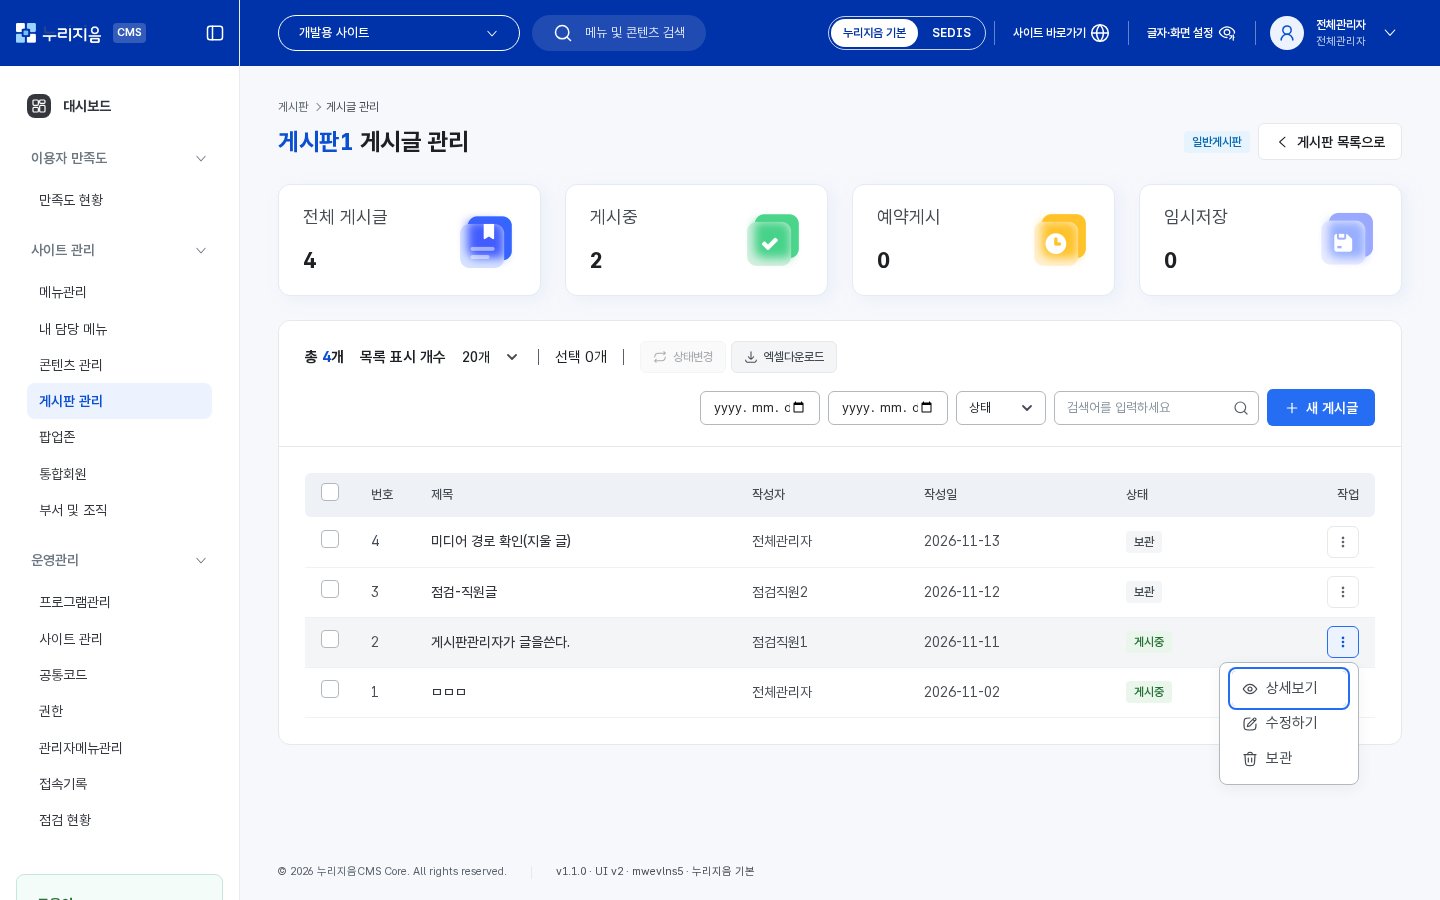 누리지음 CMS
개발용 사이트
메뉴 및 콘텐츠 검색
누리지음 기본
SEDIS
사이트 바로가기
글자·화면 설정
전체관리자
전체관리자
대시보드
이용자 만족도
만족도 현황
사이트 관리
메뉴관리
내 담당 메뉴
콘텐츠 관리
게시판 관리
팝업존
통합회원
부서 및 조직
운영관리
프로그램관리
사이트 관리
공통코드
권한
관리자메뉴관리
접속기록
점검 현황
게시판 > 게시글 관리
게시판1 게시글 관리
일반게시판
게시판 목록으로
전체 게시글
4
게시중
2
예약게시
0
임시저장
0
총 4개 목록 표시 개수 20개
선택 0개
상태변경
엑셀다운로드
yyyy. mm. d
yyyy. mm. d
상태
검색어를 입력하세요
새 게시글
번호 제목 작성자 작성일 상태 작업
4 미디어 경로 확인(지울 글) 전체관리자 2026-11-13 보관
3 점검-직원글 점검직원2 2026-11-12 보관
2 게시판관리자가 글을쓴다. 점검직원1 2026-11-11 게시중
1 ㅁㅁㅁ 전체관리자 2026-11-02 게시중
상세보기
수정하기
보관
© 2026 누리지음CMS Core. All rights reserved.
v1.1.0 · UI v2 · mwevlns5 · 누리지음 기본